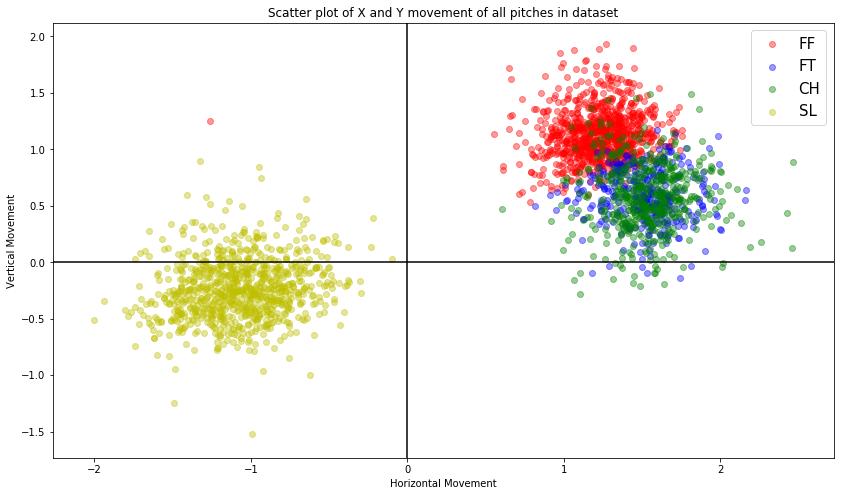 Scatter plot of X and Y movement of all pitches in dataset
FF
FT
CH
SL
Vertical Movement
2.0
1.5
1.0
0.5
0.0
−0.5
−1.0
−1.5
−2
−1
0
1
2
Horizontal Movement